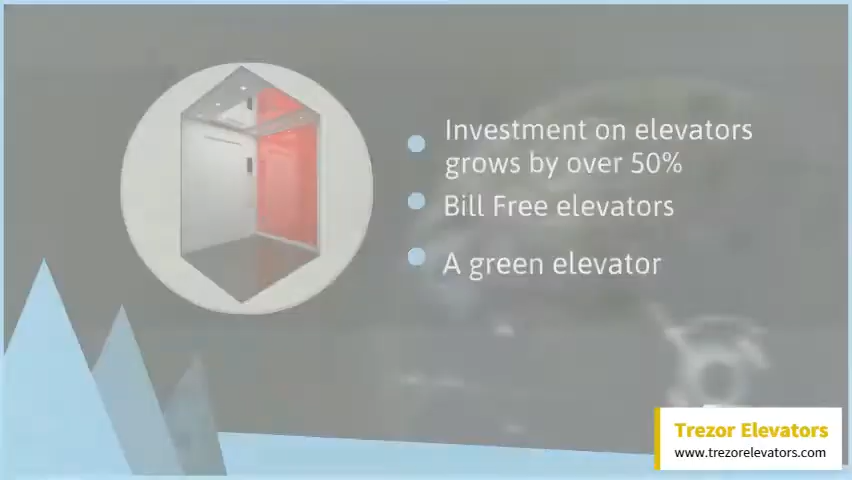 Investment on elevators
grows by over 50%
Bill Free elevators
A green elevator
Trezor Elevators
www.trezorelevators.com